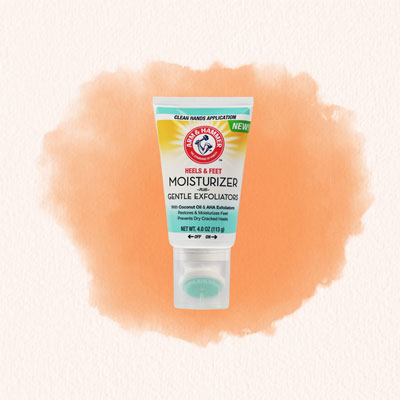 CLEAN HANDS APPLICATION
NEW!
ARM & HAMMER
HEELS & FEET
MOISTURIZER
-PLUS-
GENTLE EXFOLIATORS
With Coconut Oil & AHA Exfoliators
Restores & Moisturizes Feet
Prevents Dry Cracked Heels
NET WT. 4.0 OZ (113 g)
←OFF ON→